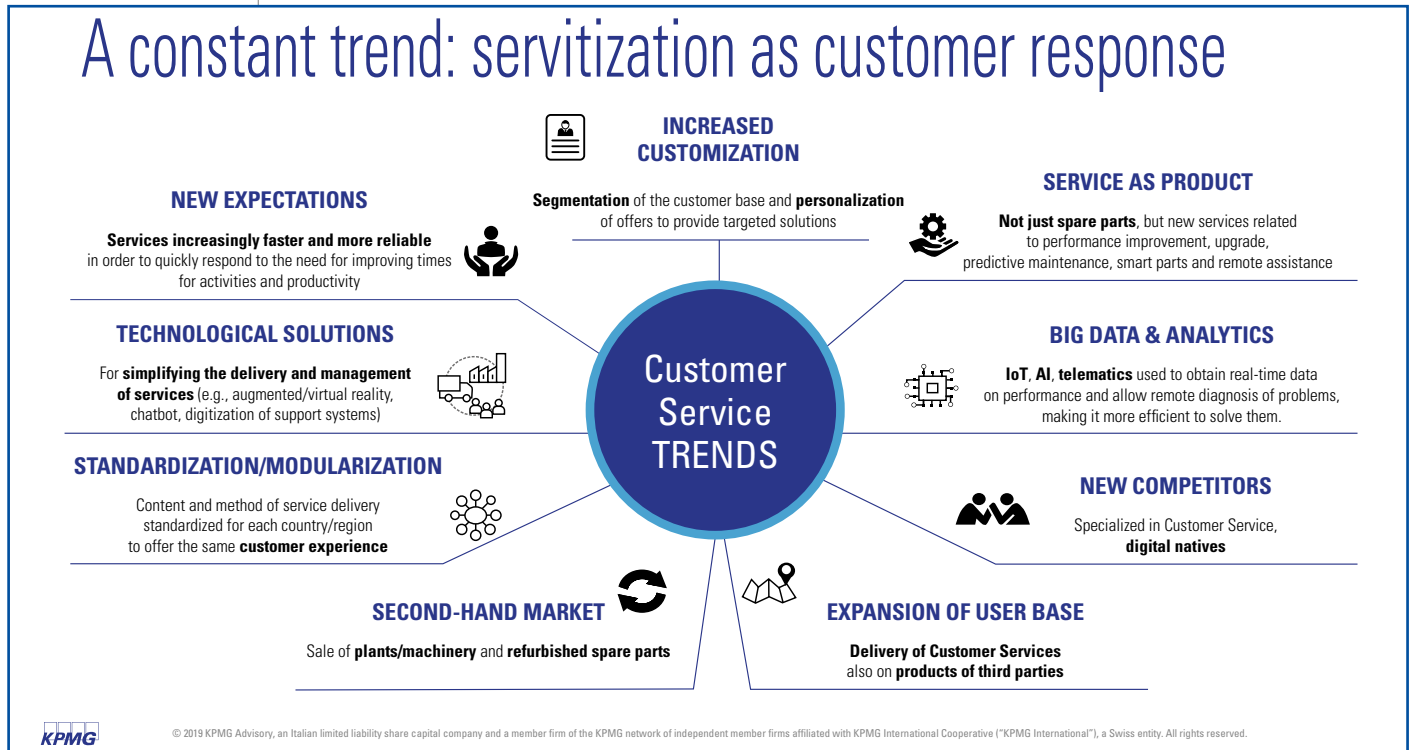 A constant trend: servitization as customer response
INCREASED
CUSTOMIZATION
Segmentation of the customer base and personalization
of offers to provide targeted solutions
NEW EXPECTATIONS
Services increasingly faster and more reliable
in order to quickly respond to the need for improving times
for activities and productivity
SERVICE AS PRODUCT
Not just spare parts, but new services related
to performance improvement, upgrade,
predictive maintenance, smart parts and remote assistance
TECHNOLOGICAL SOLUTIONS
For simplifying the delivery and management
of services (e.g., augmented/virtual reality,
chatbot, digitization of support systems)
Customer
Service
TRENDS
BIG DATA & ANALYTICS
IoT, AI, telematics used to obtain real-time data
on performance and allow remote diagnosis of problems,
making it more efficient to solve them.
STANDARDIZATION/MODULARIZATION
Content and method of service delivery
standardized for each country/region
to offer the same customer experience
NEW COMPETITORS
Specialized in Customer Service,
digital natives
SECOND-HAND MARKET
Sale of plants/machinery and refurbished spare parts
EXPANSION OF USER BASE
Delivery of Customer Services
also on products of third parties
KPMG
© 2019 KPMG Advisory, an Italian limited liability share capital company and a member firm of the KPMG network of independent member firms affiliated with KPMG International Cooperative ("KPMG International"), a Swiss entity. All rights reserved.